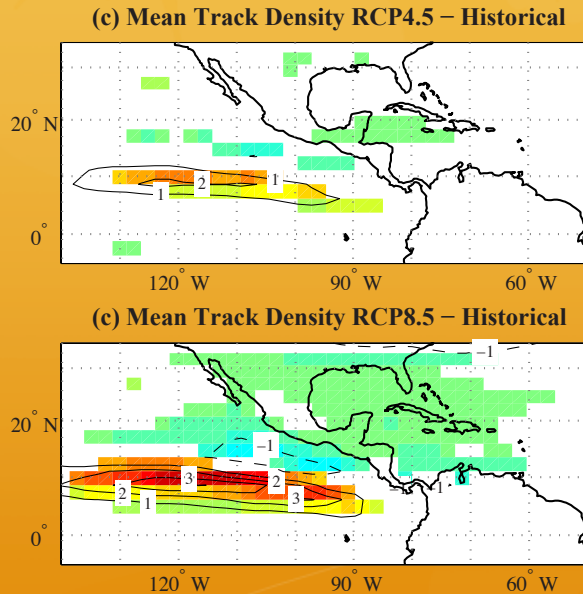 (c) Mean Track Density RCP4.5 − Historical
20° N
1
2
1
0°
120° W
90° W
60° W
(c) Mean Track Density RCP8.5 − Historical
−1
20° N
−1
3
2
2
3
1
−1
0°
120° W
90° W
60° W